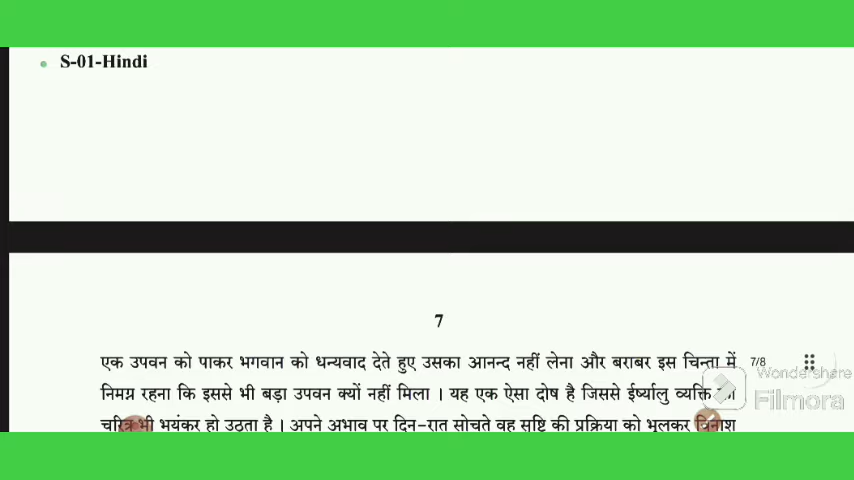 S-01-Hindi
7
एक उपवन को पाकर भगवान को धन्यवाद देते हुए उसका आनन्द नहीं लेना और बराबर इस चिन्ता में
7/8
निमग्न रहना कि इससे भी बड़ा उपवन क्यों नहीं मिला । यह एक ऐसा दोष है जिससे ईर्ष्यालु व्यक्ति का
Wondershare
Filmora
चरित्र भी भयंकर हो उठता है । अपने अभाव पर दिन-रात सोचते वह सृष्टि की प्रक्रिया को भूलकर विनाश